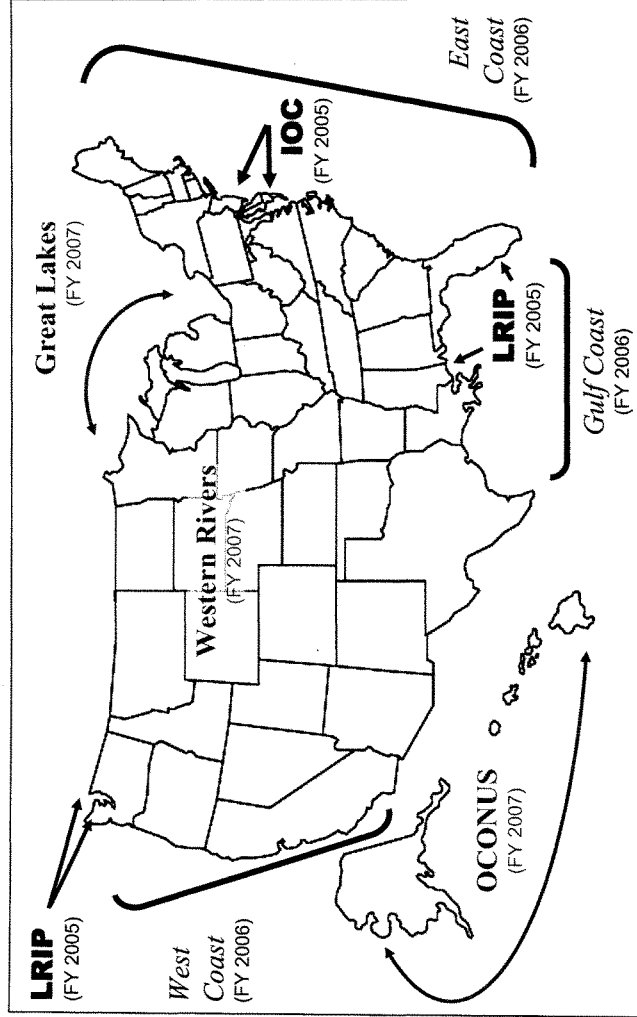 LRIP
(FY 2005)
West
Coast
(FY 2006)
Great Lakes
(FY 2007)
Western Rivers
(FY 2007)
IOC
(FY 2005)
East
Coast
(FY 2006)
LRIP
(FY 2005)
Gulf Coast
(FY 2006)
OCONUS
(FY 2007)